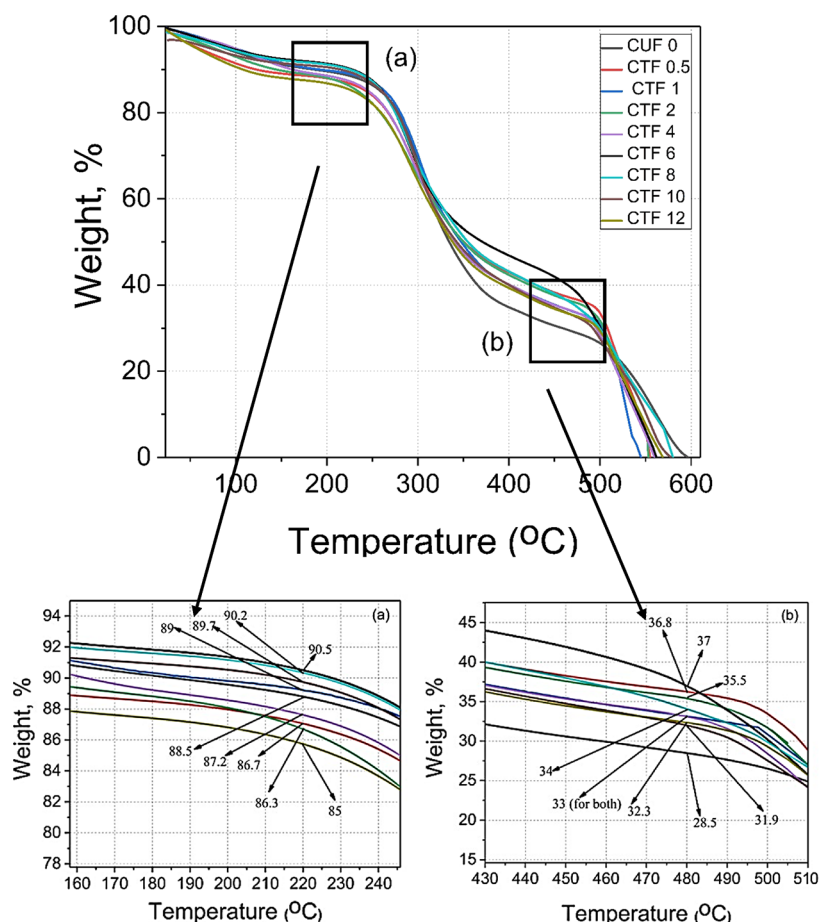 100
80
60
40
20
0
Weight, %
(a)
(b)
CUF 0
CTF 0.5
CTF 1
CTF 2
CTF 4
CTF 6
CTF 8
CTF 10
CTF 12
100 200 300 400 500 600
Temperature (ºC)
94
92
90
88
86
84
82
80
78
Weight, %
(a)
89
89.7
90.2
90.5
88.5
87.2
86.7
86.3
85
160 170 180 190 200 210 220 230 240
Temperature (ºC)
45
40
35
30
25
20
15
Weight, %
(b)
36.8
37
35.5
34
33 (for both)
32.3
28.5
31.9
430 440 450 460 470 480 490 500 510
Temperature (ºC)